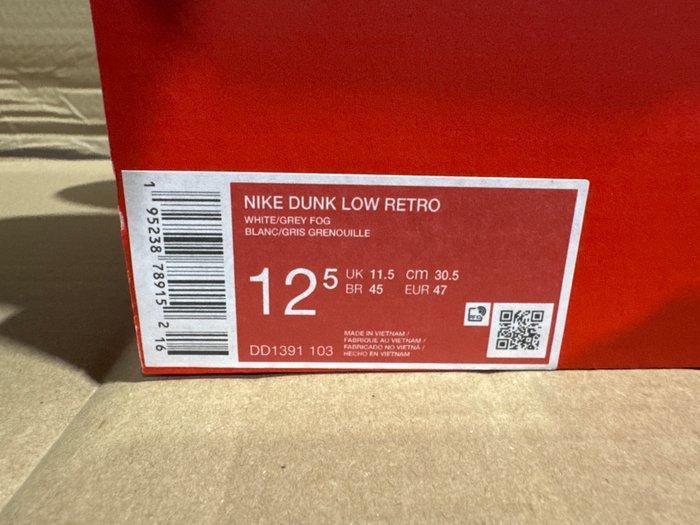 NIKE DUNK LOW RETRO
WHITE/GREY FOG
BLANC/GRIS GRENOUILLE
12 5
UK 11.5 cm 30.5
BR 45 EUR 47
DD1391 103
MADE IN VIETNAM /
FABRIQUE AU VIETNAM /
FABRICADO NO VIETNÃ /
HECHO EN VIETNAM
1 95238 78915 2 16